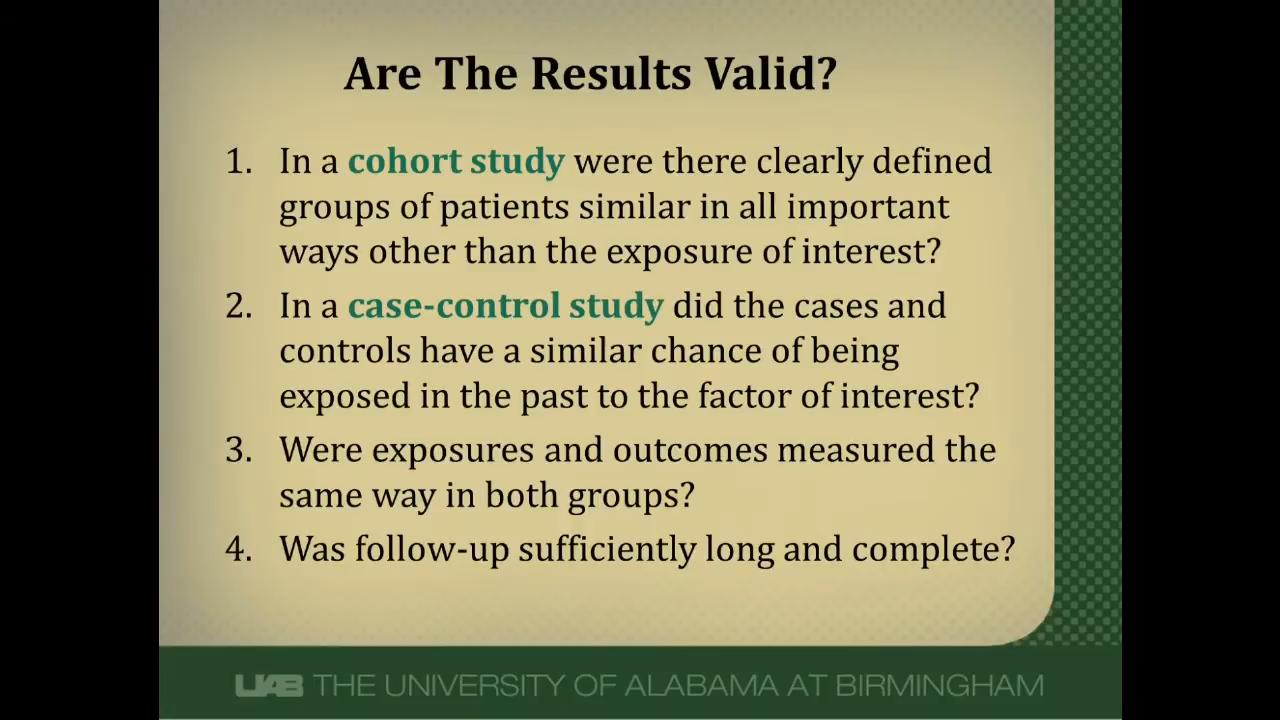 Are The Results Valid?
1. In a cohort study were there clearly defined
groups of patients similar in all important
ways other than the exposure of interest?
2. In a case-control study did the cases and
controls have a similar chance of being
exposed in the past to the factor of interest?
3. Were exposures and outcomes measured the
same way in both groups?
4. Was follow-up sufficiently long and complete?
UAB THE UNIVERSITY OF ALABAMA AT BIRMINGHAM